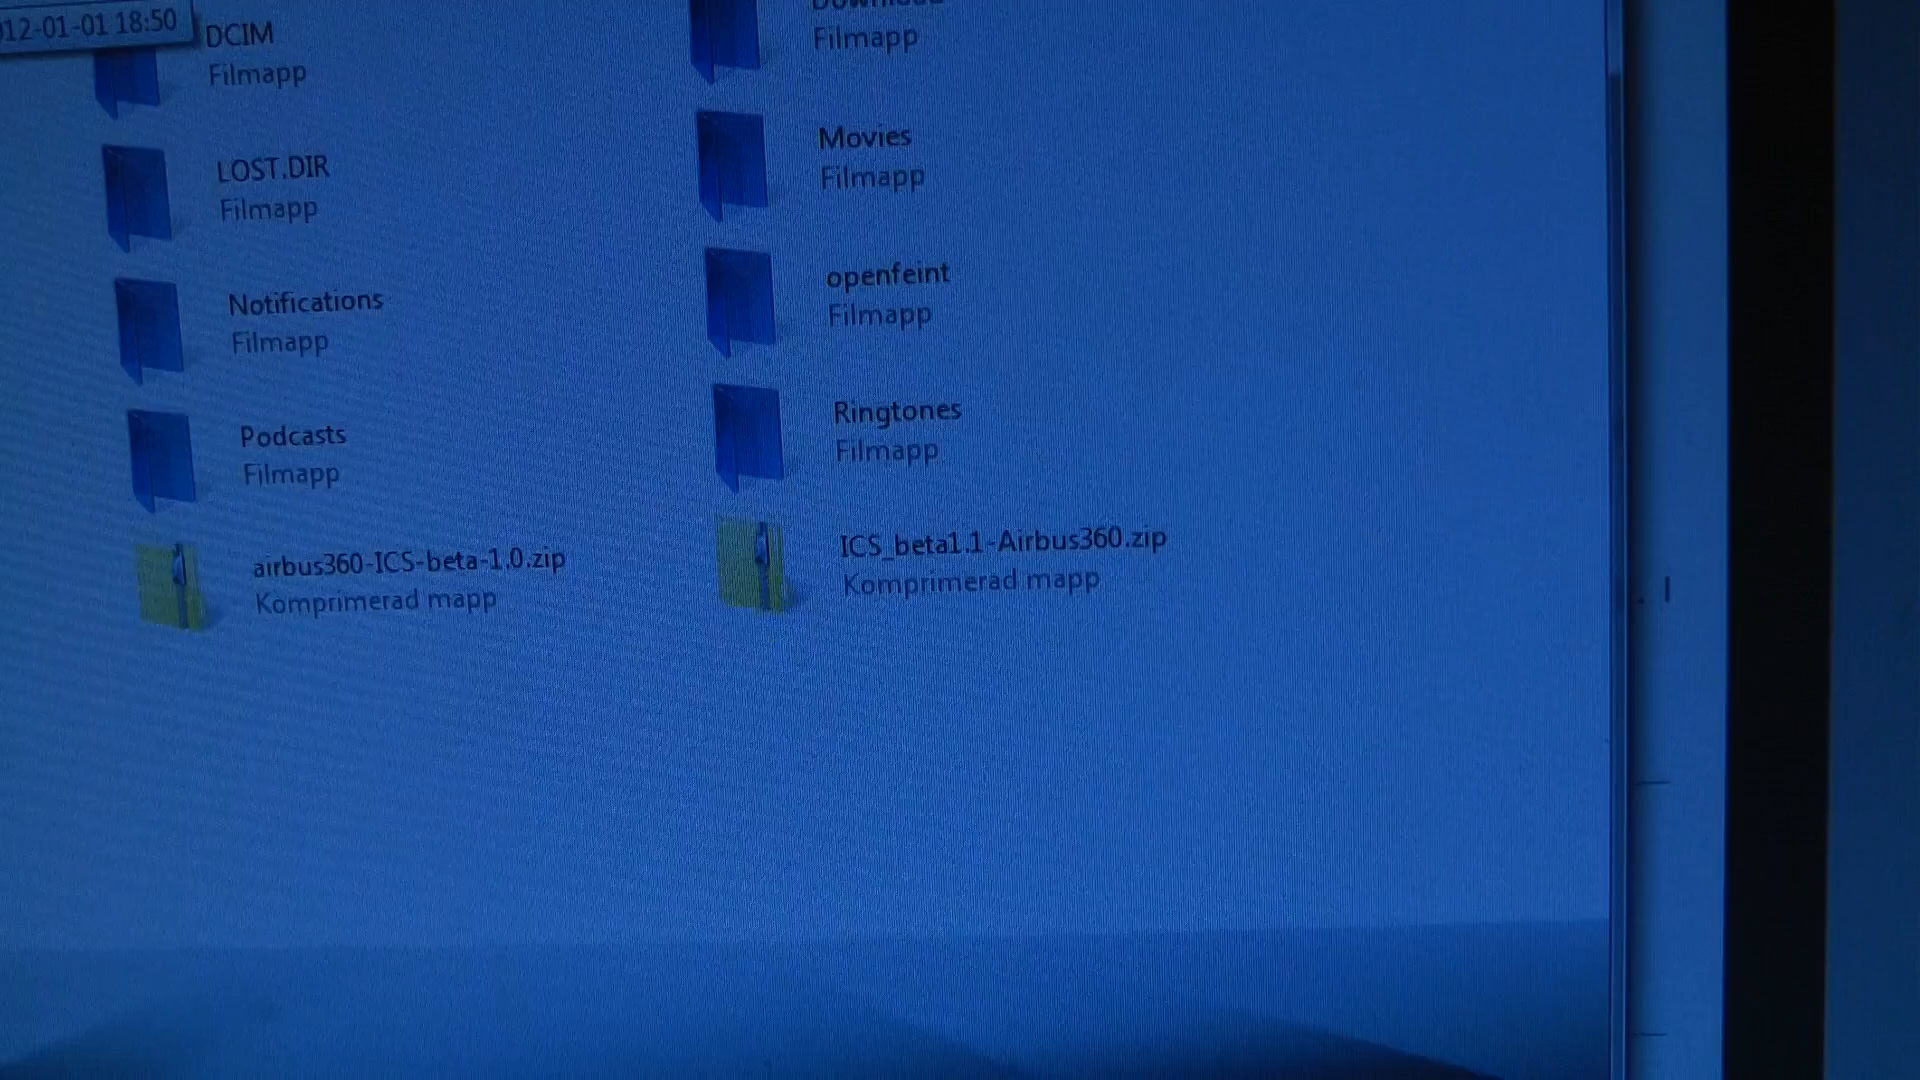 12-01-01 18:50
DCIM
Filmapp
Download
Filmapp
LOST.DIR
Filmapp
Movies
Filmapp
Notifications
Filmapp
openfeint
Filmapp
Podcasts
Filmapp
Ringtones
Filmapp
airbus360-ICS-beta-1.0.zip
Komprimerad mapp
ICS_beta1.1-Airbus360.zip
Komprimerad mapp